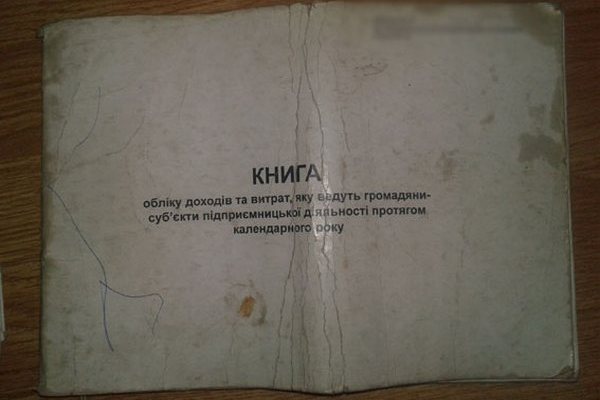 КНИГА
обліку доходів та витрат, яку ведуть громадяни-
суб'єкти підприємницької діяльності протягом
календарного року